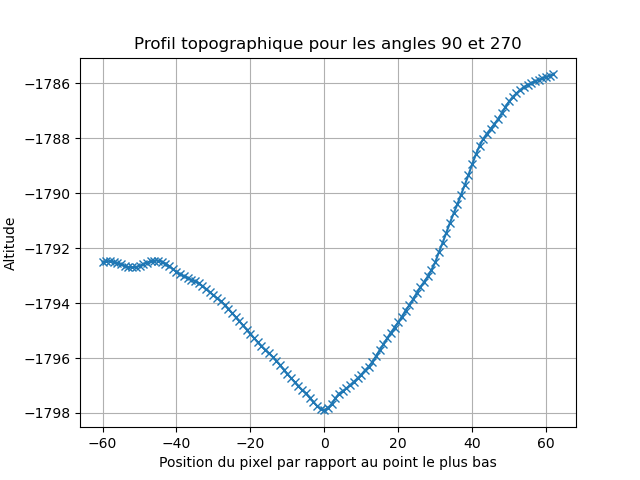 Profil topographique pour les angles 90 et 270
Altitude
−1786
−1788
−1790
−1792
−1794
−1796
−1798
−60 −40 −20 0 20 40 60
Position du pixel par rapport au point le plus bas